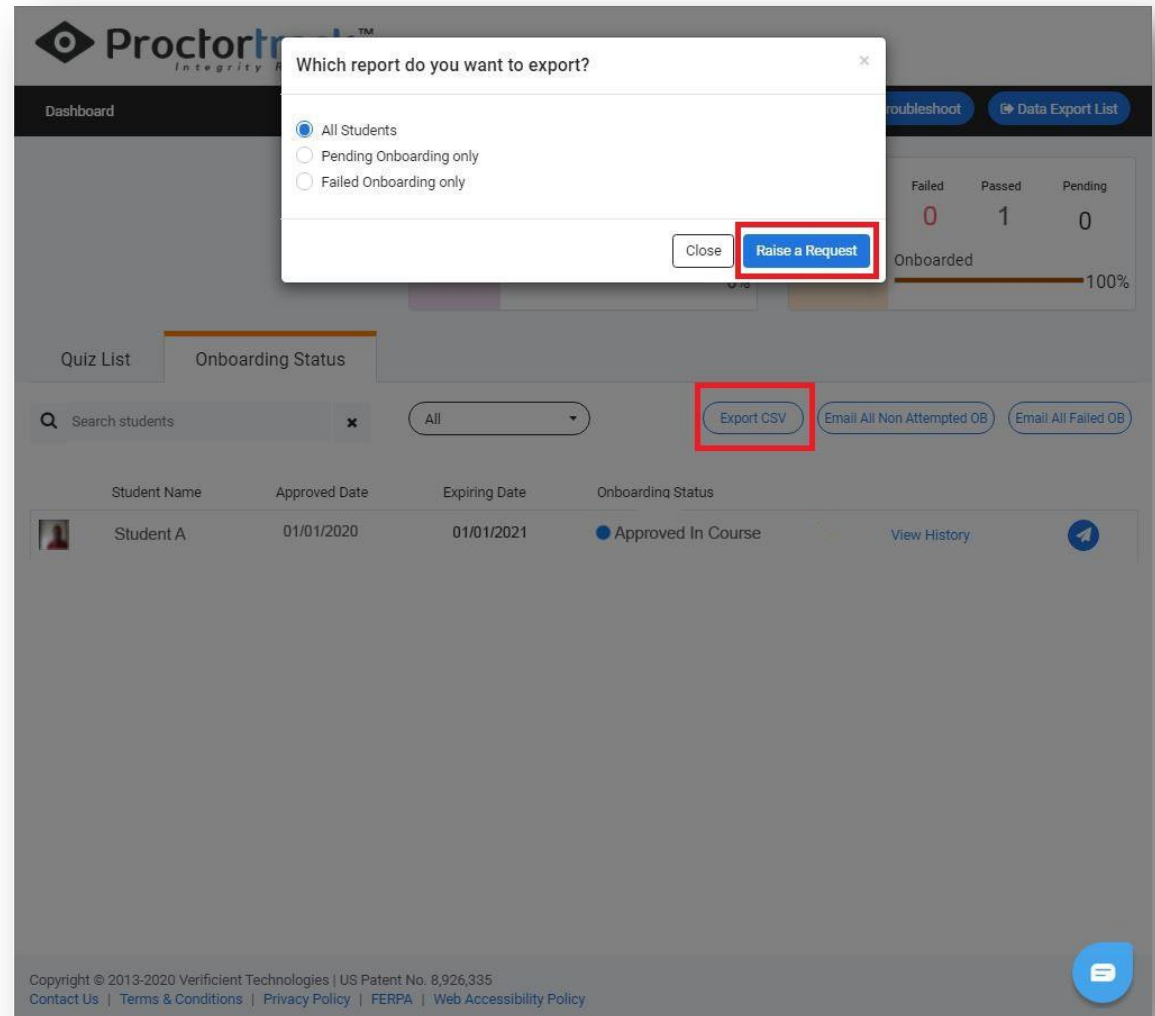 Proctortrack™
Integrity R
Which report do you want to export?
×
Dashboard
Troubleshoot
Data Export List
All Students
Pending Onboarding only
Failed Onboarding only
Close
Raise a Request
Failed Passed Pending
0 1 0
Onboarded
100%
0%
Quiz List Onboarding Status
Search students
All
Export CSV
Email All Non Attempted OB
Email All Failed OB
Student Name Approved Date Expiring Date Onboarding Status
Student A 01/01/2020 01/01/2021 Approved In Course View History
Copyright © 2013-2020 Verificient Technologies | US Patent No. 8,926,335
Contact Us | Terms & Conditions | Privacy Policy | FERPA | Web Accessibility Policy